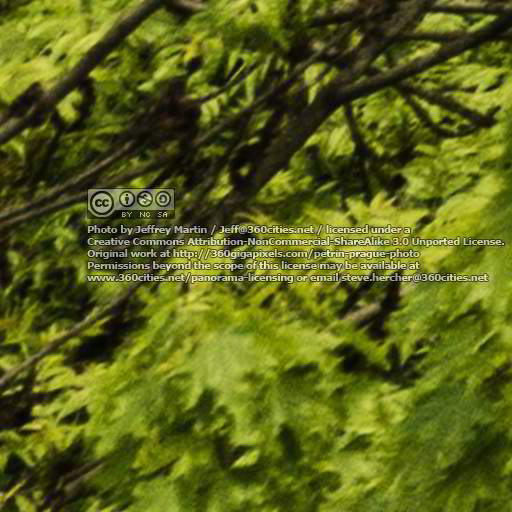 cc
BY NC SA
Photo by Jeffrey Martin / Jeff@360cities.net / licensed under a
Creative Commons Attribution-NonCommercial-ShareAlike 3.0 Unported License.
Original work at http://360gigapixels.com/petrin-prague-photo
Permissions beyond the scope of this license may be available at
www.360cities.net/panorama-licensing or email steve.hercher@360cities.net